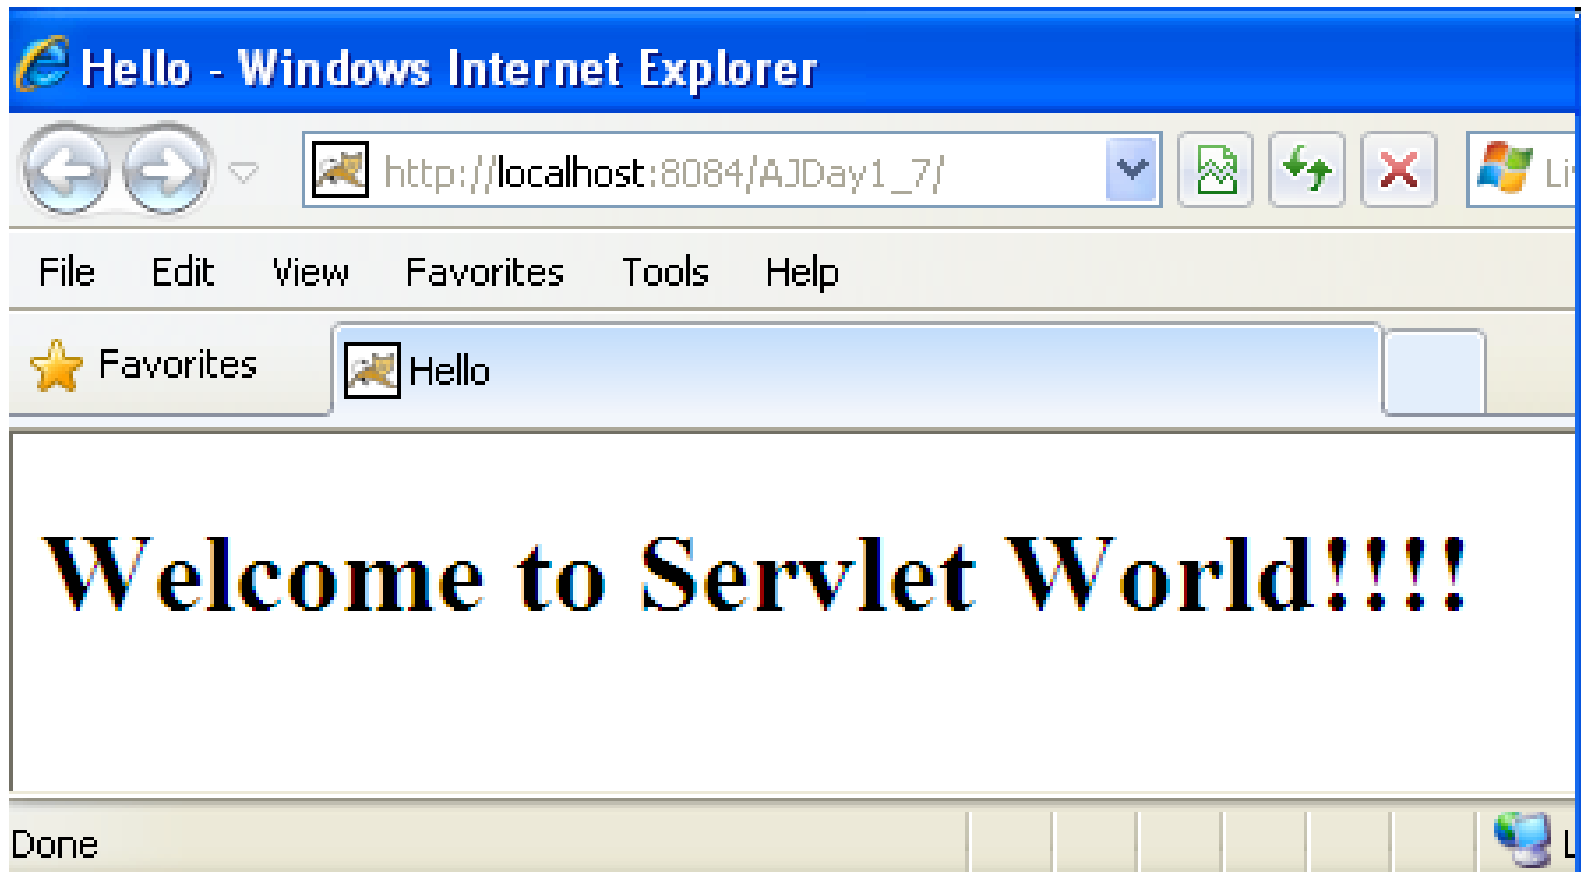 Hello - Windows Internet Explorer
http://localhost:8084/AJDay1_7/
File Edit View Favorites Tools Help
Favorites Hello
Welcome to Servlet World!!!!
Done